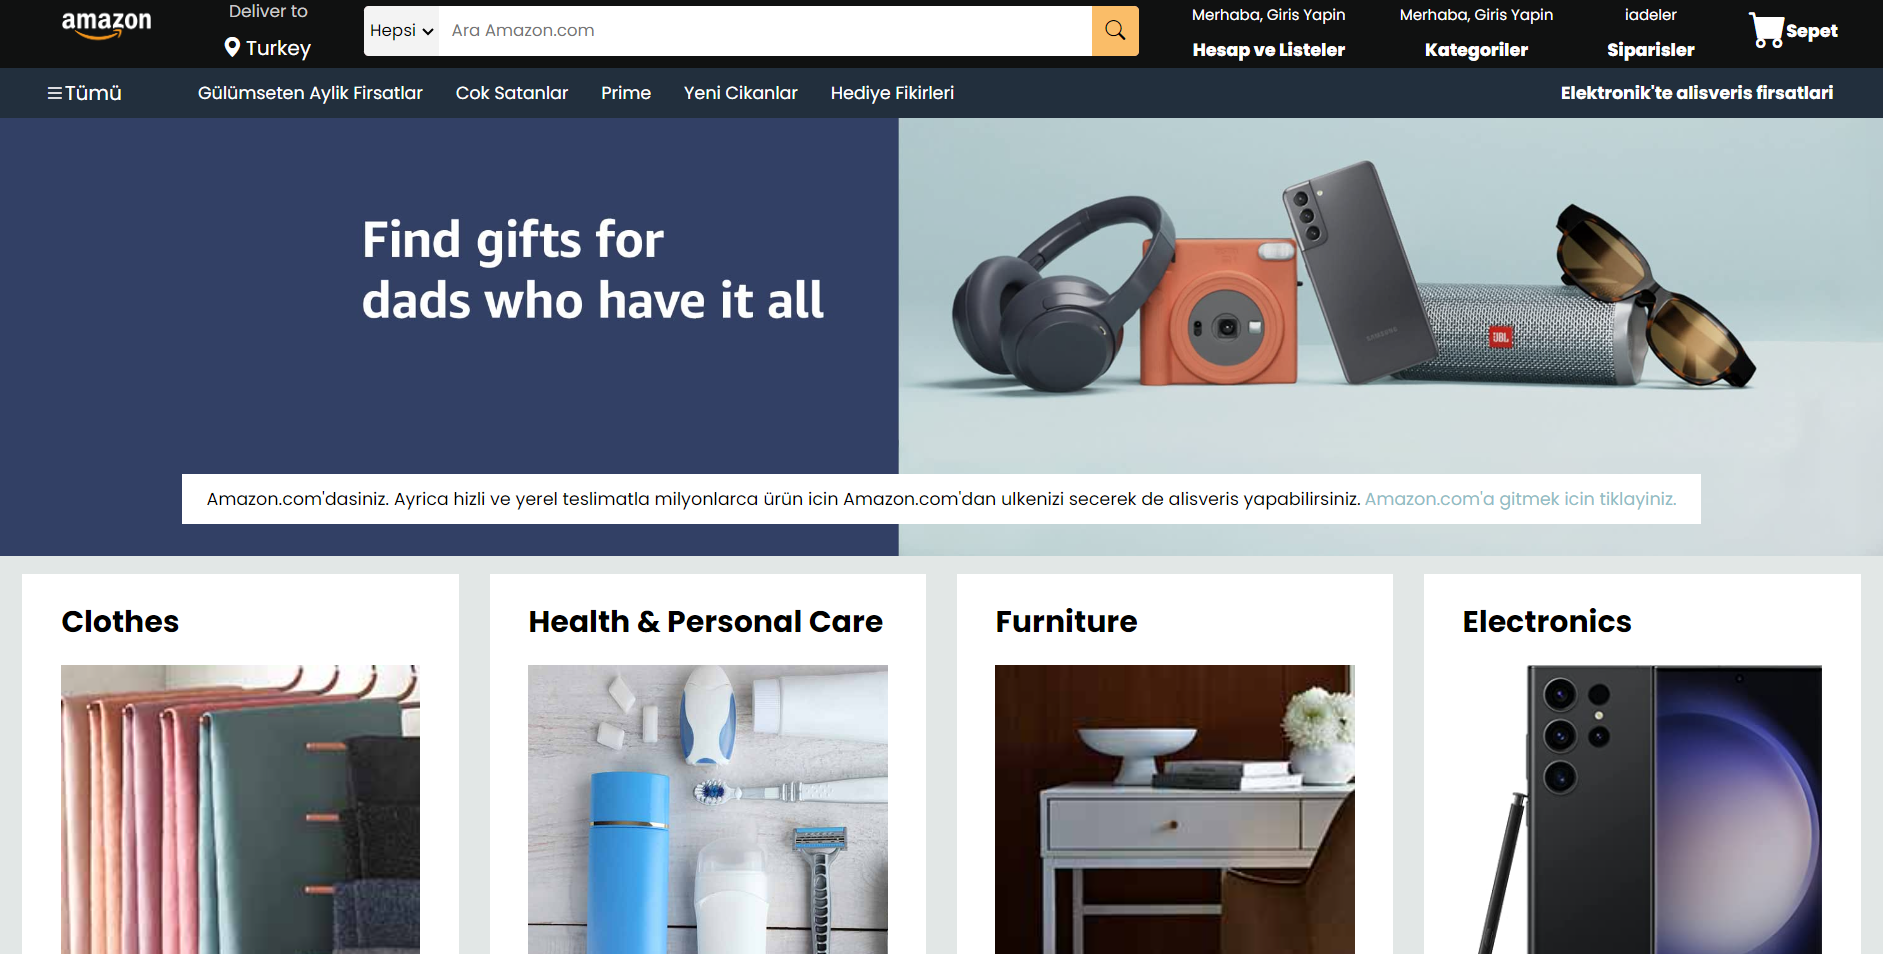 amazon
Deliver to
Turkey
Hepsi
Ara Amazon.com
Merhaba, Giris Yapin
Hesap ve Listeler
Merhaba, Giris Yapin
Kategoriler
iadeler
Siparisler
Sepet
Tümü
Gülümseten Aylik Firsatlar
Cok Satanlar
Prime
Yeni Cikanlar
Hediye Fikirleri
Elektronik'te alisveris firsatlari
Find gifts for
dads who have it all
SAMSUNG
JBL
Amazon.com'dasiniz. Ayrica hizli ve yerel teslimatla milyonlarca ürün icin Amazon.com'dan ulkenizi secerek de alisveris yapabilirsiniz. Amazon.com'a gitmek icin tiklayiniz.
Clothes
Health & Personal Care
Furniture
Electronics